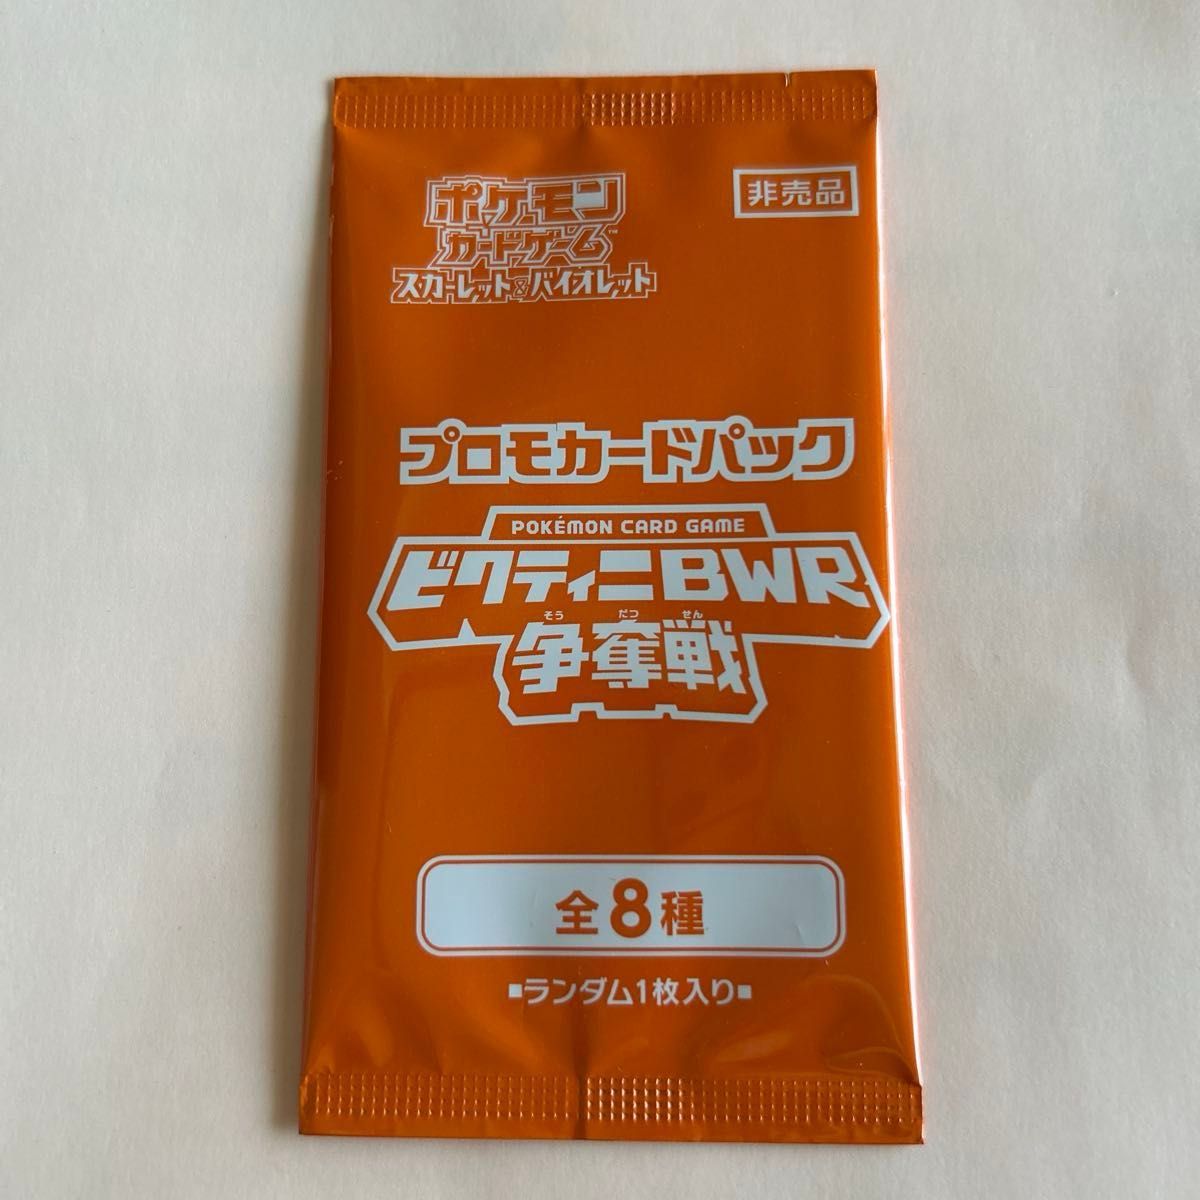 ポケモン
カードゲーム™
スカーレット&バイオレット
非売品
プロモカードパック
POKÉMON CARD GAME
ビクティニBWR
そうだつせん
争奪戦
全8種
■ランダム1枚入り■